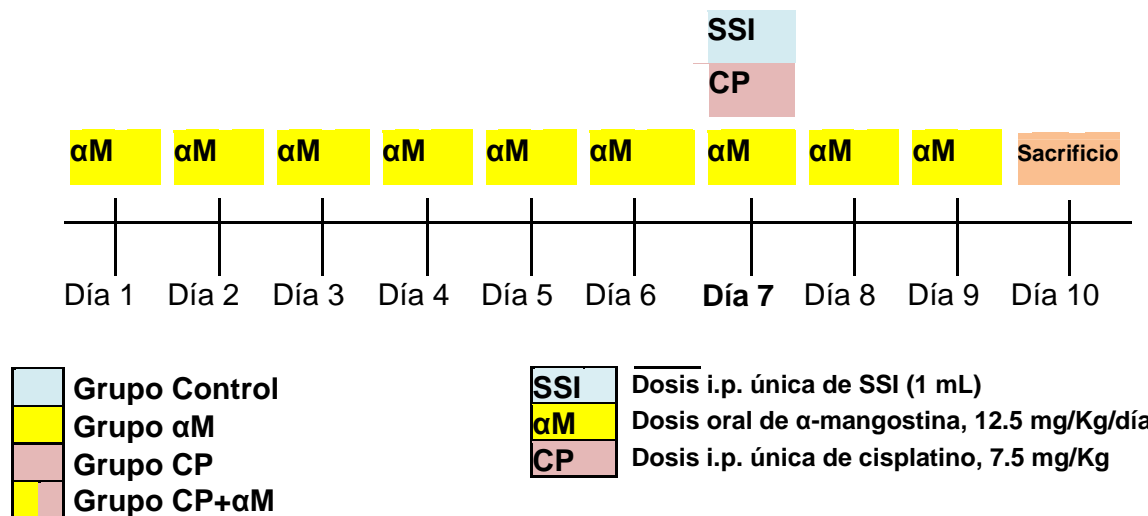 SSI
CP
αM αM αM αM αM αM αM αM αM Sacrificio
Día 1 Día 2 Día 3 Día 4 Día 5 Día 6 Día 7 Día 8 Día 9 Día 10
Grupo Control
Grupo αM
Grupo CP
Grupo CP+αM
SSI Dosis i.p. única de SSI (1 mL)
αM Dosis oral de α-mangostina, 12.5 mg/Kg/día
CP Dosis i.p. única de cisplatino, 7.5 mg/Kg